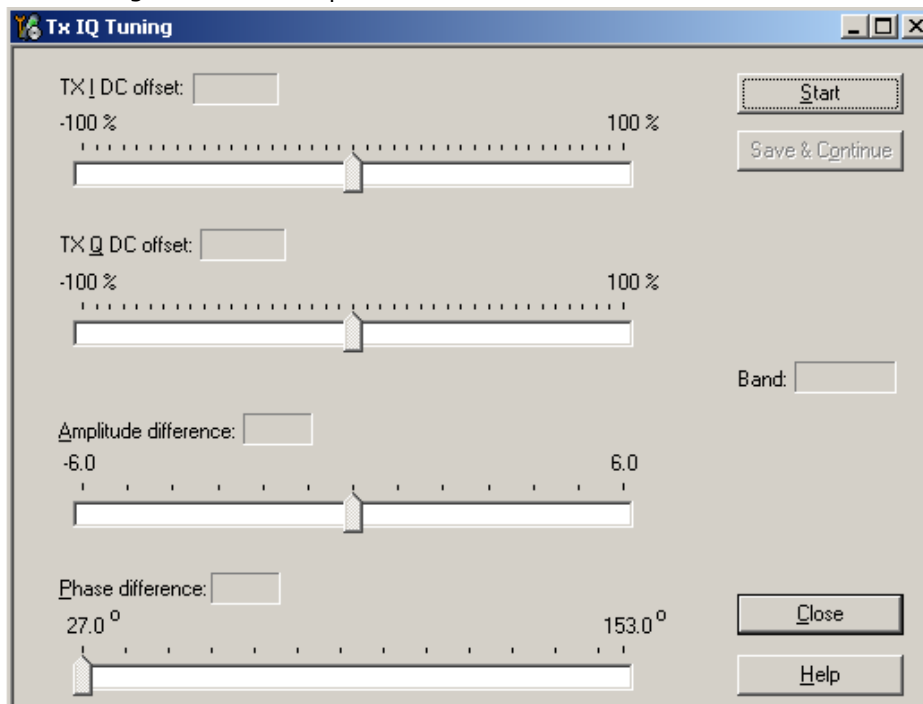 Tx IQ Tuning
TX I DC offset:
Start
-100 %
100 %
Save & Continue
TX Q DC offset:
-100 %
100 %
Band:
Amplitude difference:
-6.0
6.0
Phase difference:
27.0 °
153.0 °
Close
Help